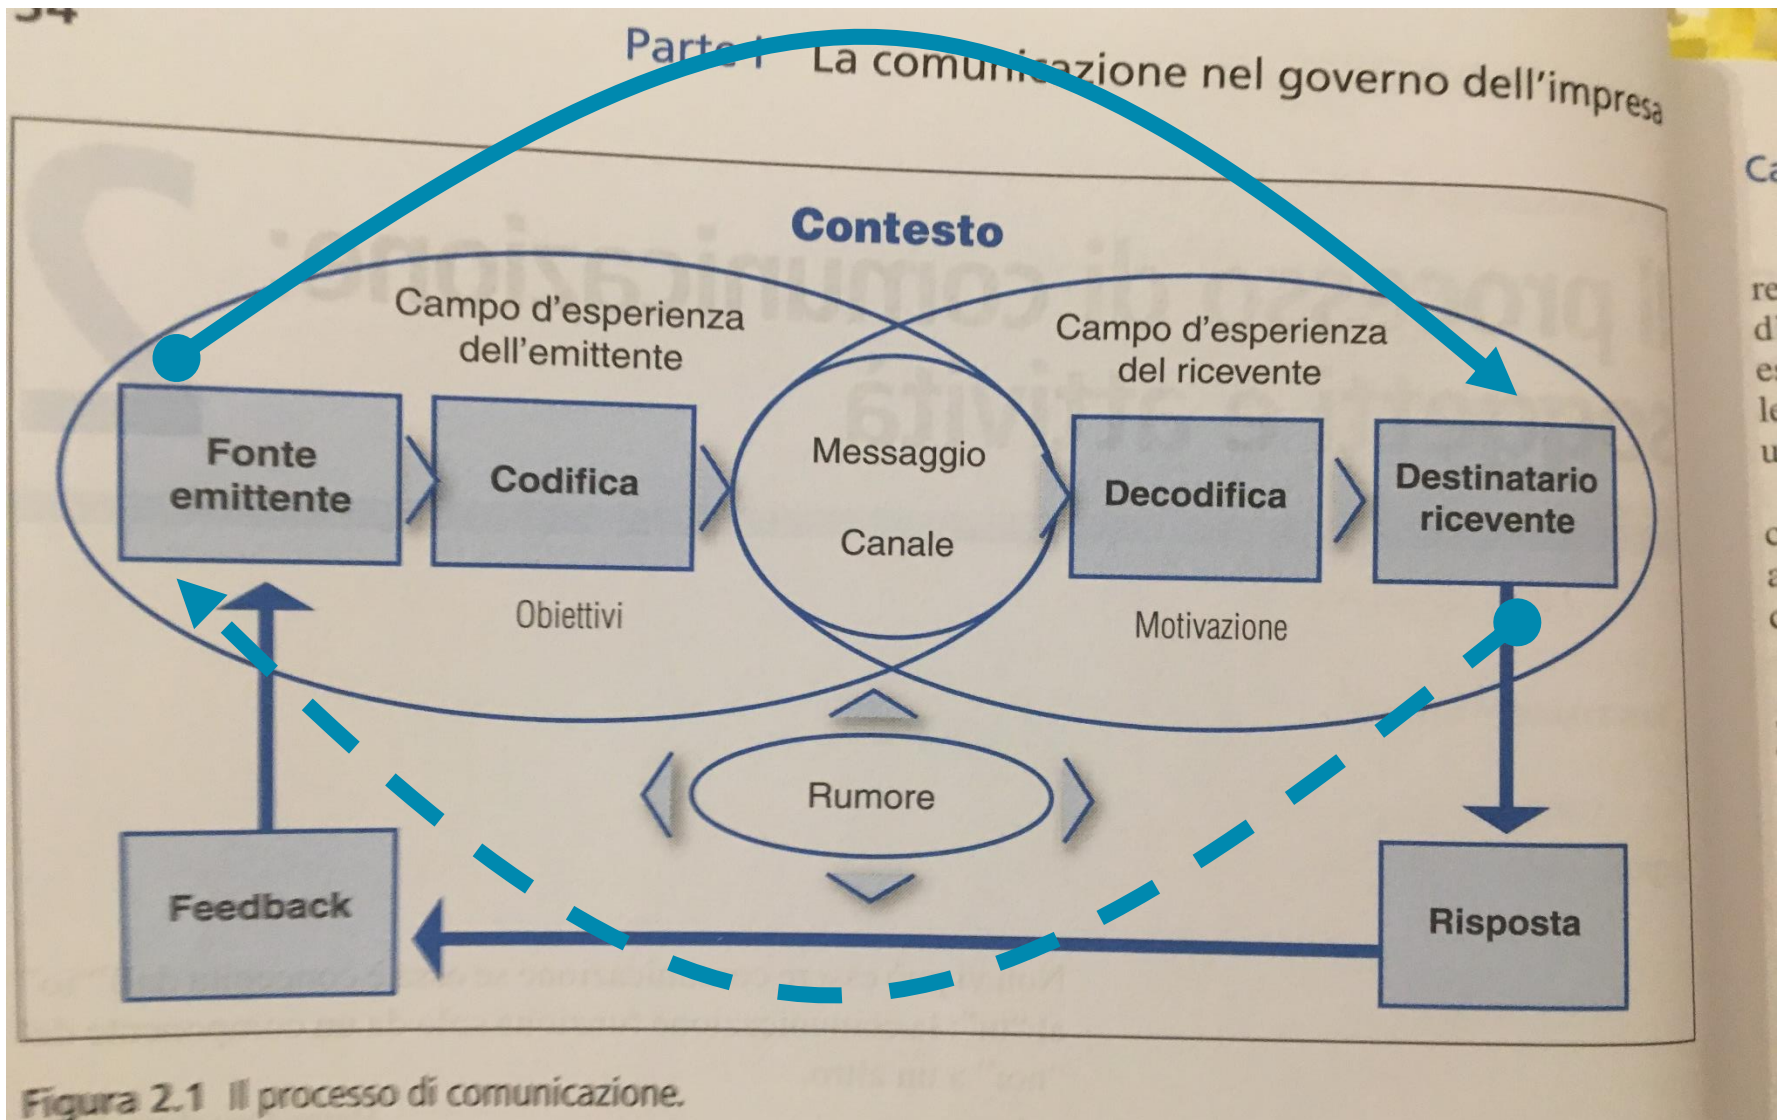 34
Parte I La comunicazione nel governo dell'impresa
Contesto
Campo d'esperienza
dell'emittente
Campo d'esperienza
del ricevente
Fonte
emittente
Codifica
Messaggio
Canale
Decodifica
Destinatario
ricevente
Obiettivi
Motivazione
Rumore
Feedback
Risposta
Figura 2.1 Il processo di comunicazione.